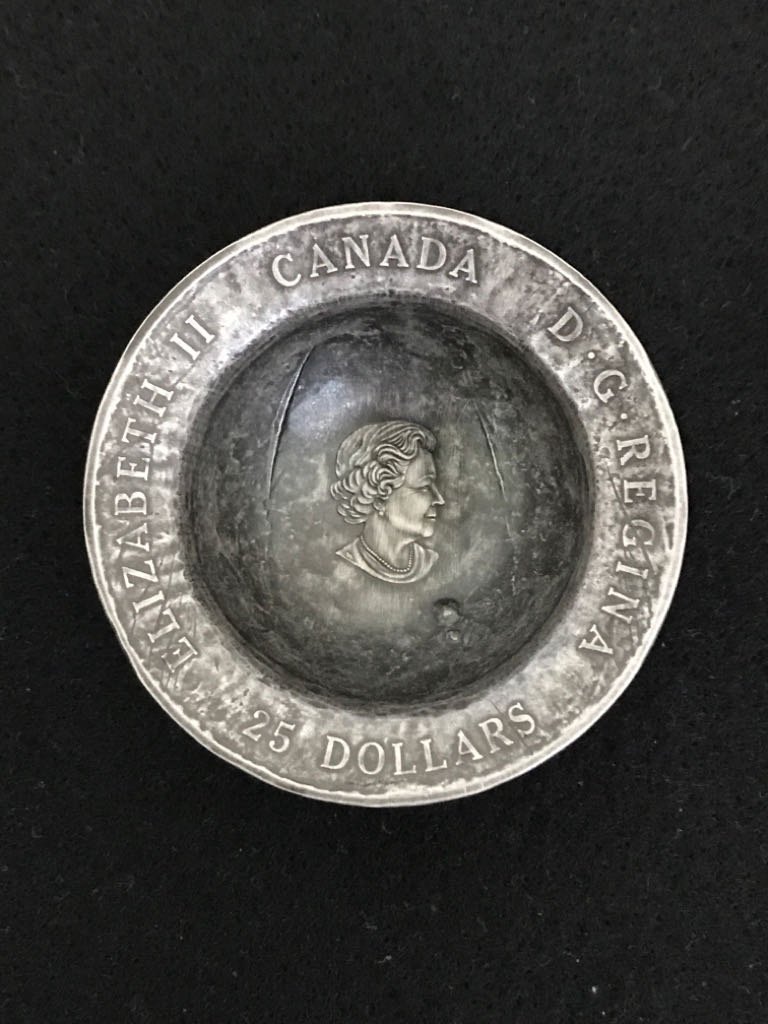 ELIZABETH II
CANADA
D·G·REGINA
25 DOLLARS